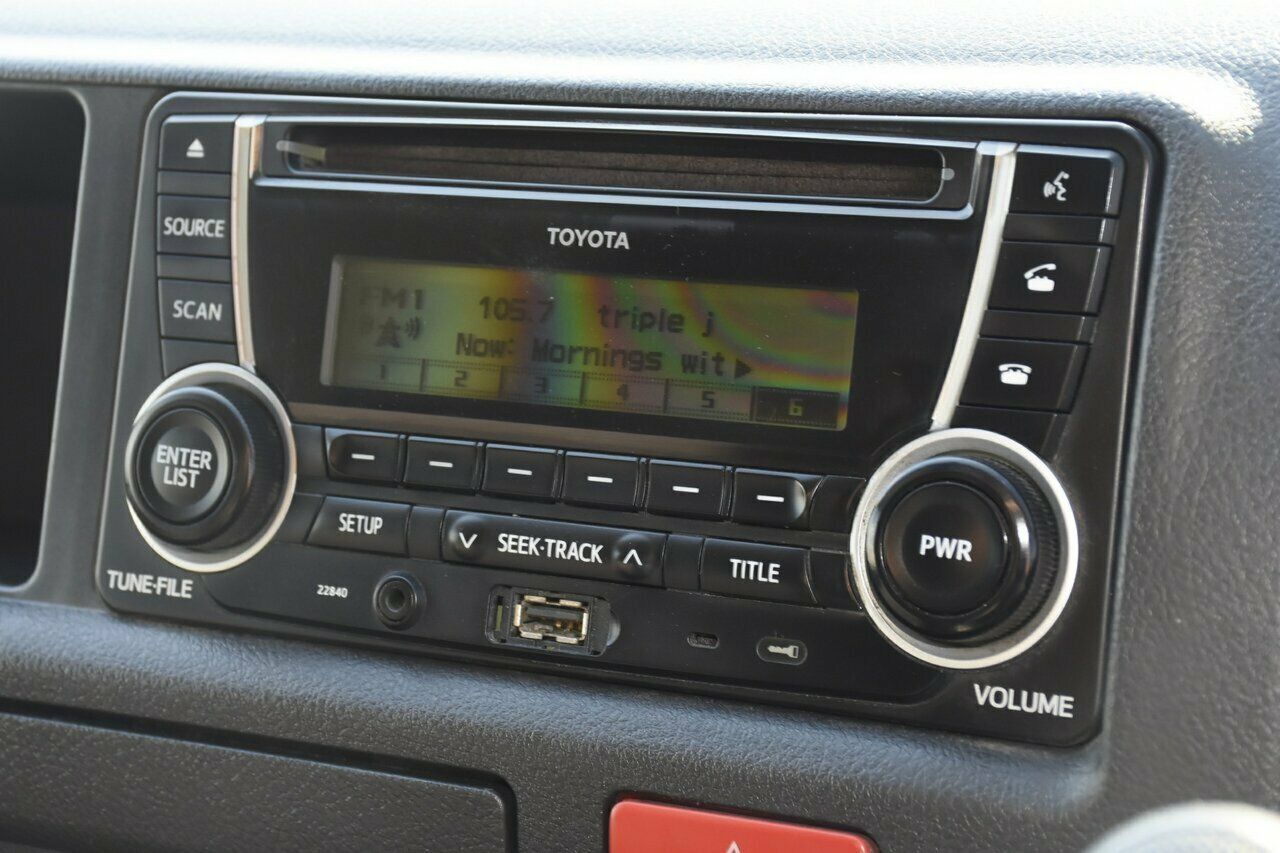 TOYOTA
SOURCE
SCAN
FM1 105.7 triple j
Now: Mornings wit
1 2 3 4 5 6
ENTER
LIST
TUNE·FILE
SETUP
SEEK·TRACK
TITLE
PWR
VOLUME
22840